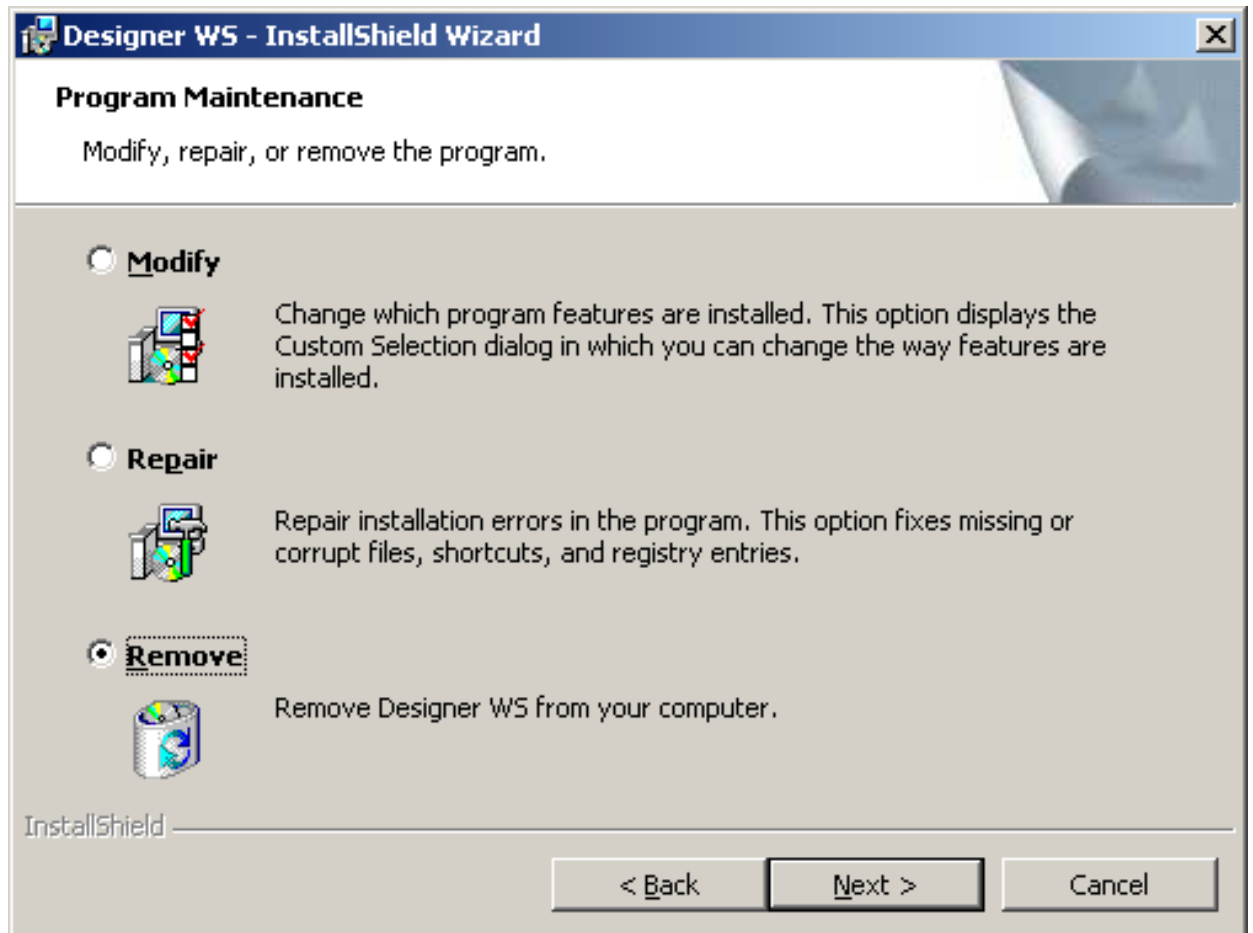 Designer WS - InstallShield Wizard
Program Maintenance
Modify, repair, or remove the program.
Modify
Change which program features are installed. This option displays the
Custom Selection dialog in which you can change the way features are
installed.
Repair
Repair installation errors in the program. This option fixes missing or
corrupt files, shortcuts, and registry entries.
Remove
Remove Designer WS from your computer.
InstallShield
< Back Next > Cancel